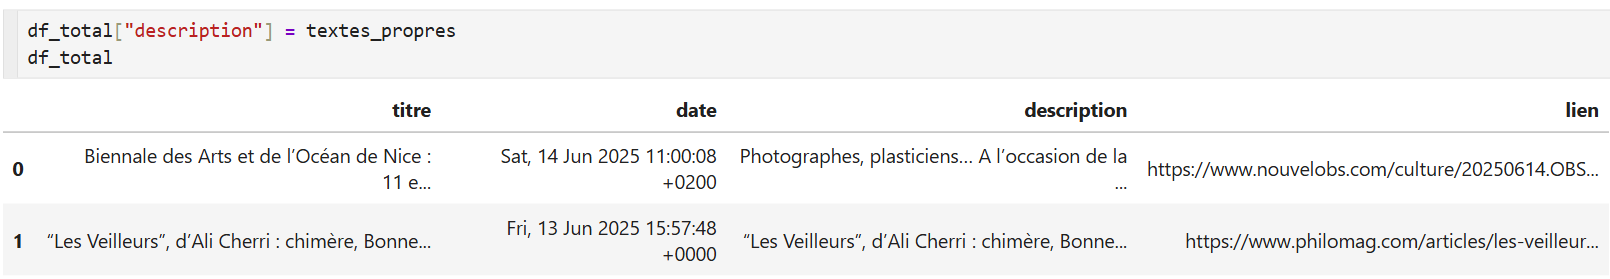 df_total["description"] = textes_propres
df_total
titre date description lien
0 Biennale des Arts et de l’Océan de Nice : 11 e... Sat, 14 Jun 2025 11:00:08 +0200 Photographes, plasticiens... A l’occasion de la ... https://www.nouvelobs.com/culture/20250614.OBS...
1 “Les Veilleurs”, d’Ali Cherri : chimère, Bonne... Fri, 13 Jun 2025 15:57:48 +0000 “Les Veilleurs”, d’Ali Cherri : chimère, Bonne... https://www.philomag.com/articles/les-veilleur...